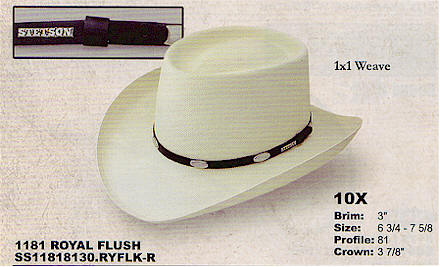 STETSON
1x1 Weave
STETSON
10X
Brim: 3"
Size: 6 3/4 - 7 5/8
Profile: 81
Crown: 3 7/8"
1181 ROYAL FLUSH
SS11818130.RYFLK-R